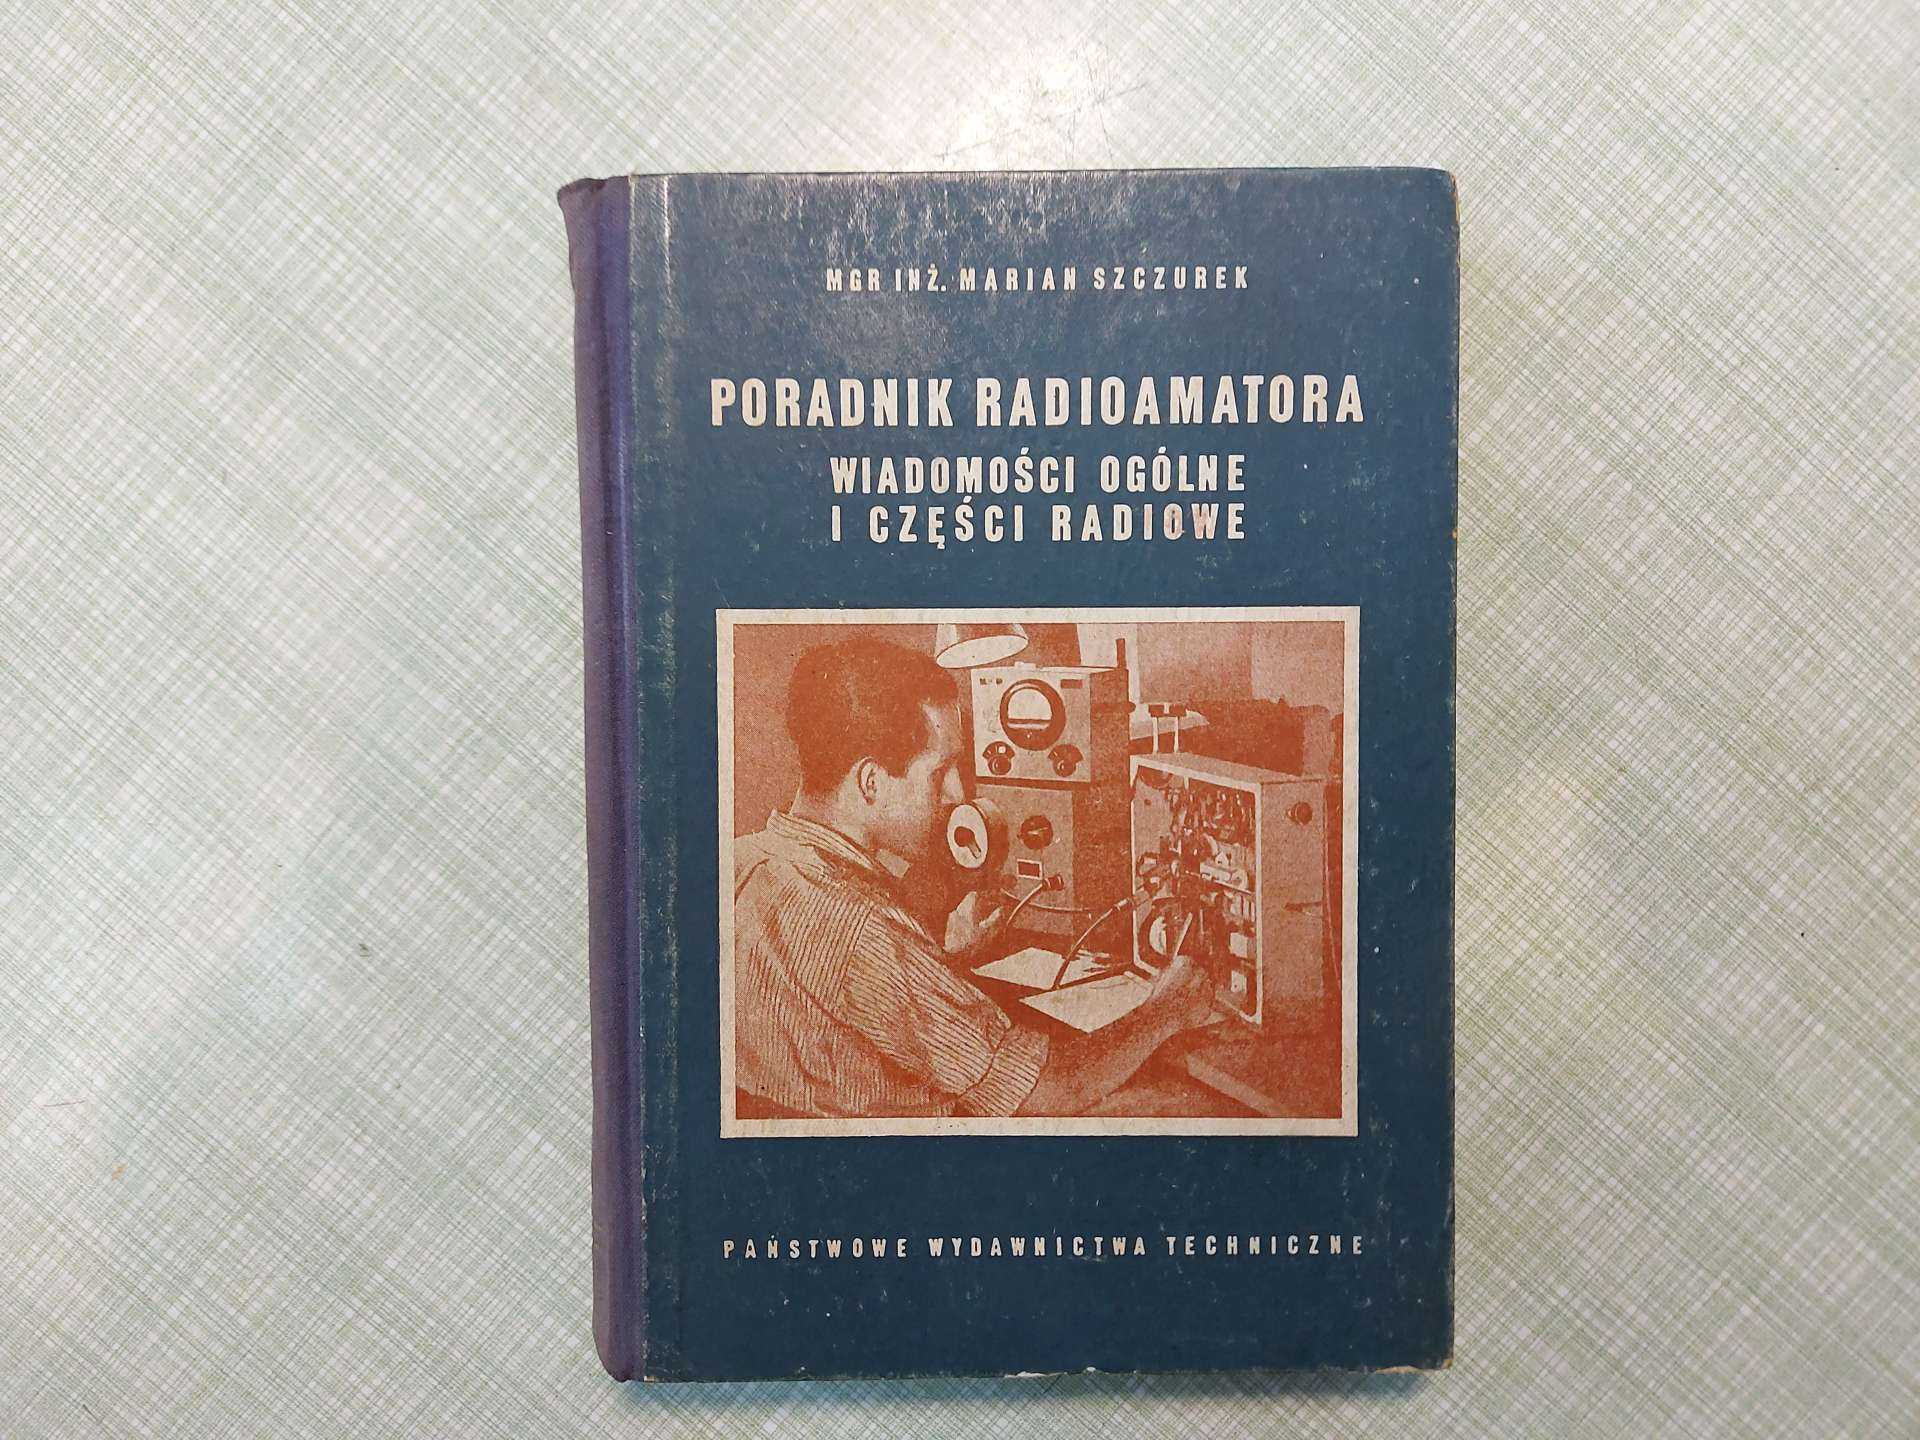 MGR INŻ. MARIAN SZCZUREK
PORADNIK RADIOAMATORA
WIADOMOŚCI OGÓLNE
I CZĘŚCI RADIOWE
PAŃSTWOWE WYDAWNICTWA TECHNICZNE